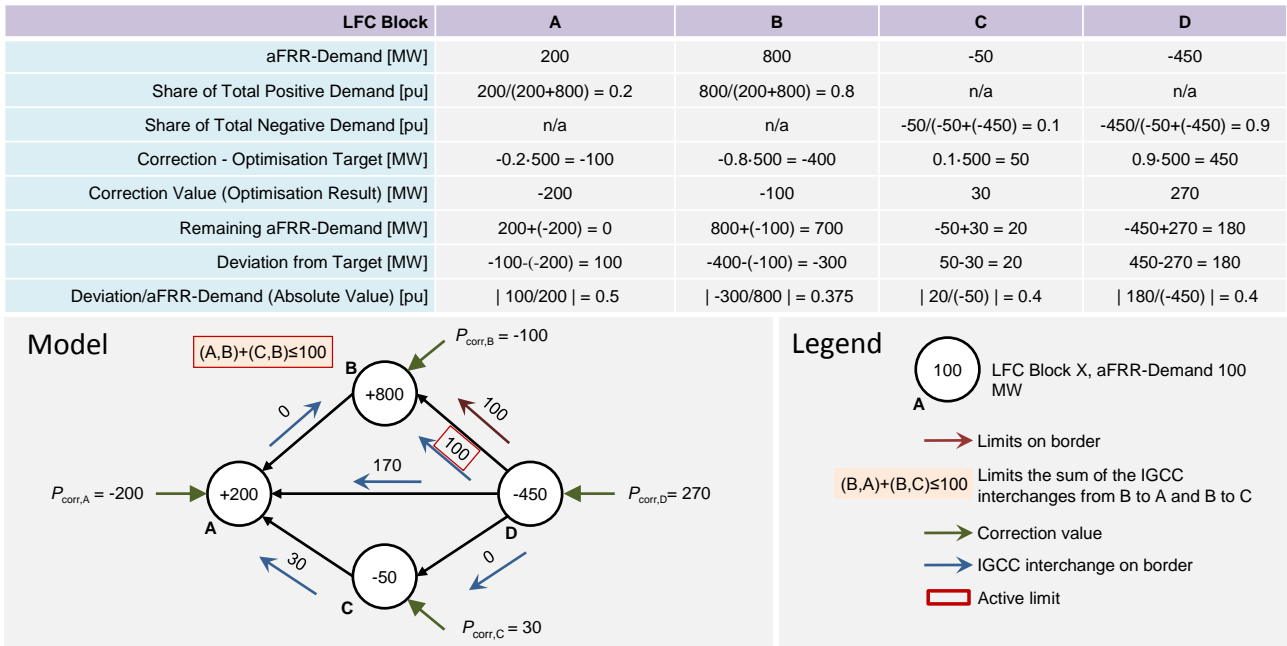 LFC Block A B C D
aFRR-Demand [MW] 200 800 -50 -450
Share of Total Positive Demand [pu] 200/(200+800) = 0.2 800/(200+800) = 0.8 n/a n/a
Share of Total Negative Demand [pu] n/a n/a -50/(-50+(-450) = 0.1 -450/(-50+(-450) = 0.9
Correction - Optimisation Target [MW] -0.2·500 = -100 -0.8·500 = -400 0.1·500 = 50 0.9·500 = 450
Correction Value (Optimisation Result) [MW] -200 -100 30 270
Remaining aFRR-Demand [MW] 200+(-200) = 0 800+(-100) = 700 -50+30 = 20 -450+270 = 180
Deviation from Target [MW] -100-(-200) = 100 -400-(-100) = -300 50-30 = 20 450-270 = 180
Deviation/aFRR-Demand (Absolute Value) [pu] | 100/200 | = 0.5 | -300/800 | = 0.375 | 20/(-50) | = 0.4 | 180/(-450) | = 0.4
Model
(A,B)+(C,B)≤100
Pcorr,B = -100
B
+800
0
100
100
170
Pcorr,A = -200
+200
A
-450
D
Pcorr,D= 270
30
0
-50
C
Pcorr,C = 30
Legend
100
A
LFC Block X, aFRR-Demand 100
MW
Limits on border
(B,A)+(B,C)≤100
Limits the sum of the IGCC
interchanges from B to A and B to C
Correction value
IGCC interchange on border
Active limit